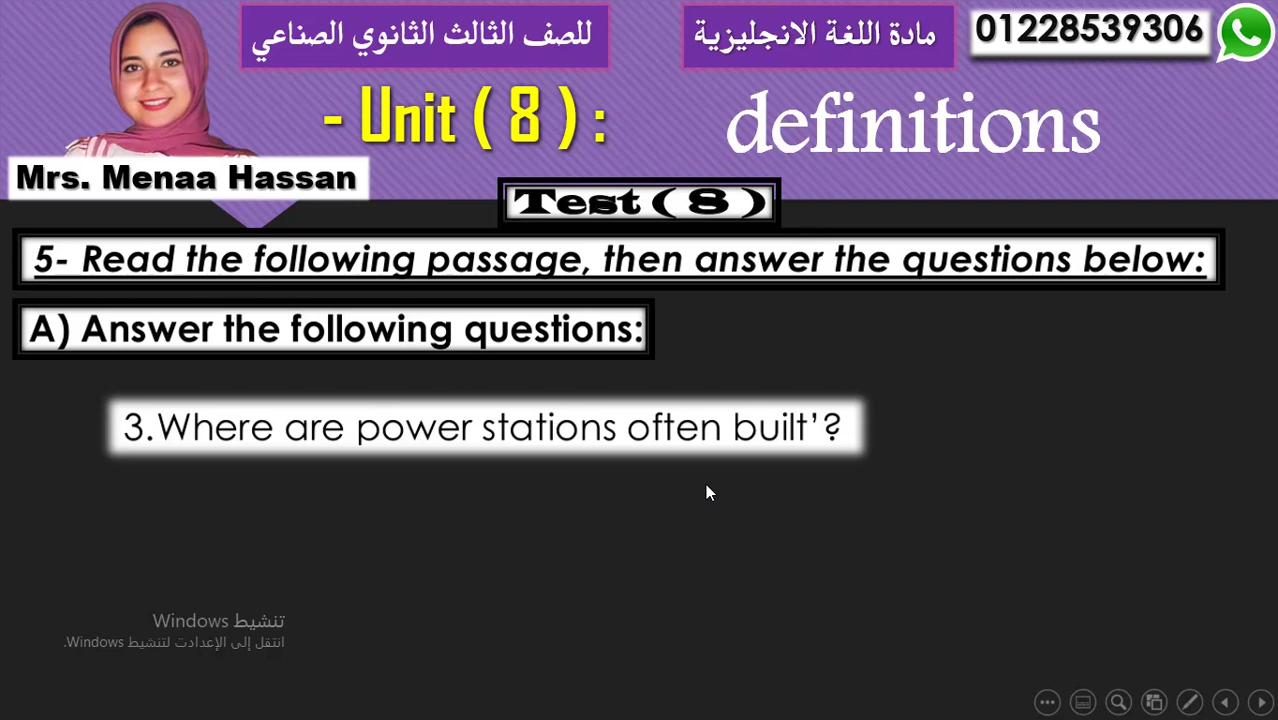 للصف الثالث الثانوي الصناعي
مادة اللغة الانجليزية
01228539306
- Unit ( 8 ) :
definitions
Mrs. Menaa Hassan
Test ( 8 )
5- Read the following passage, then answer the questions below:
A) Answer the following questions:
3.Where are power stations often built’?
تنشيط Windows
انتقل إلى الإعدادات لتنشيط Windows.